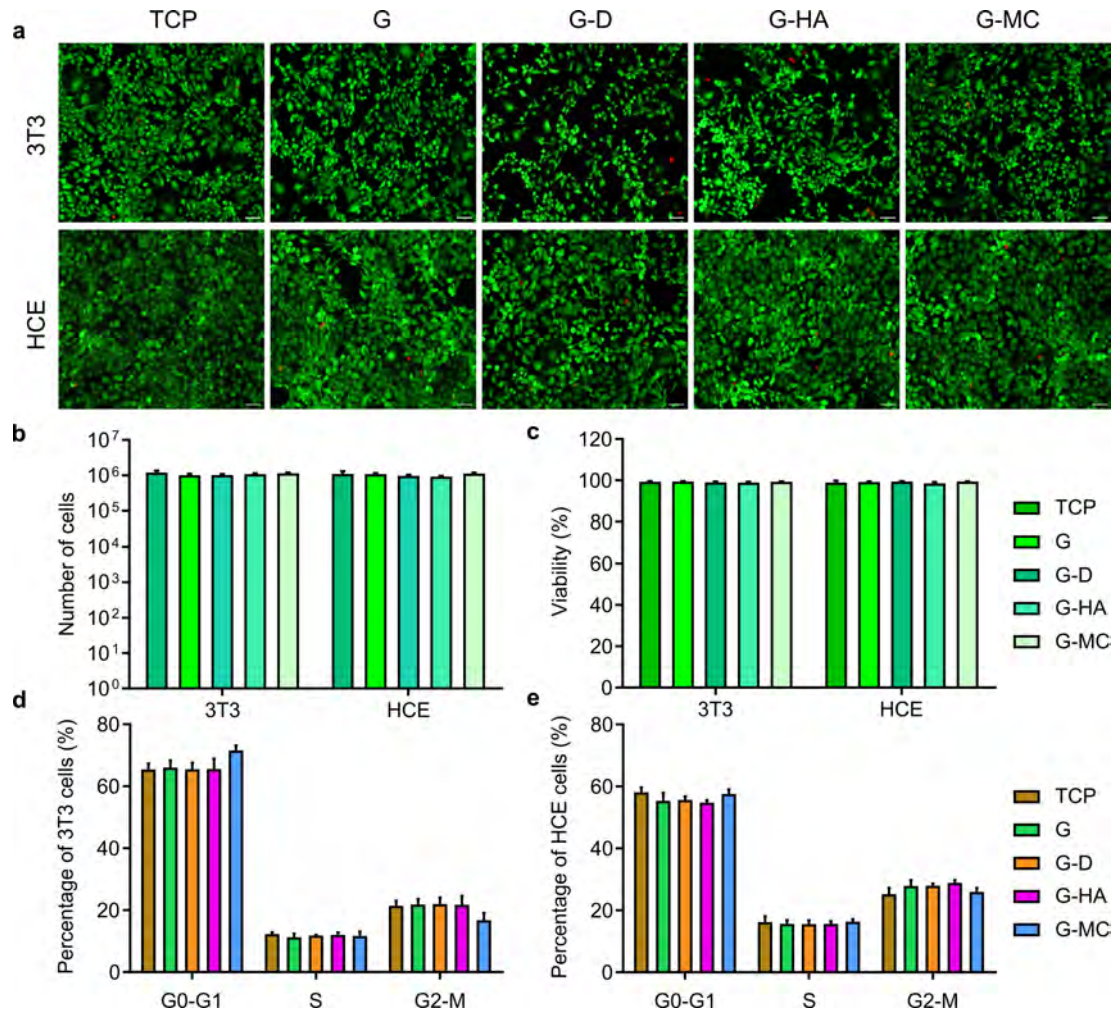 a
TCP G G-D G-HA G-MC
3T3
HCE
b
Number of cells
10⁷
10⁶
10⁵
10⁴
10³
10²
10¹
10⁰
3T3 HCE
c
Viability (%)
120
100
80
60
40
20
0
3T3 HCE
TCP
G
G-D
G-HA
G-MC
d
Percentage of 3T3 cells (%)
80
60
40
20
0
G0-G1 S G2-M
e
Percentage of HCE cells (%)
80
60
40
20
0
G0-G1 S G2-M
TCP
G
G-D
G-HA
G-MC